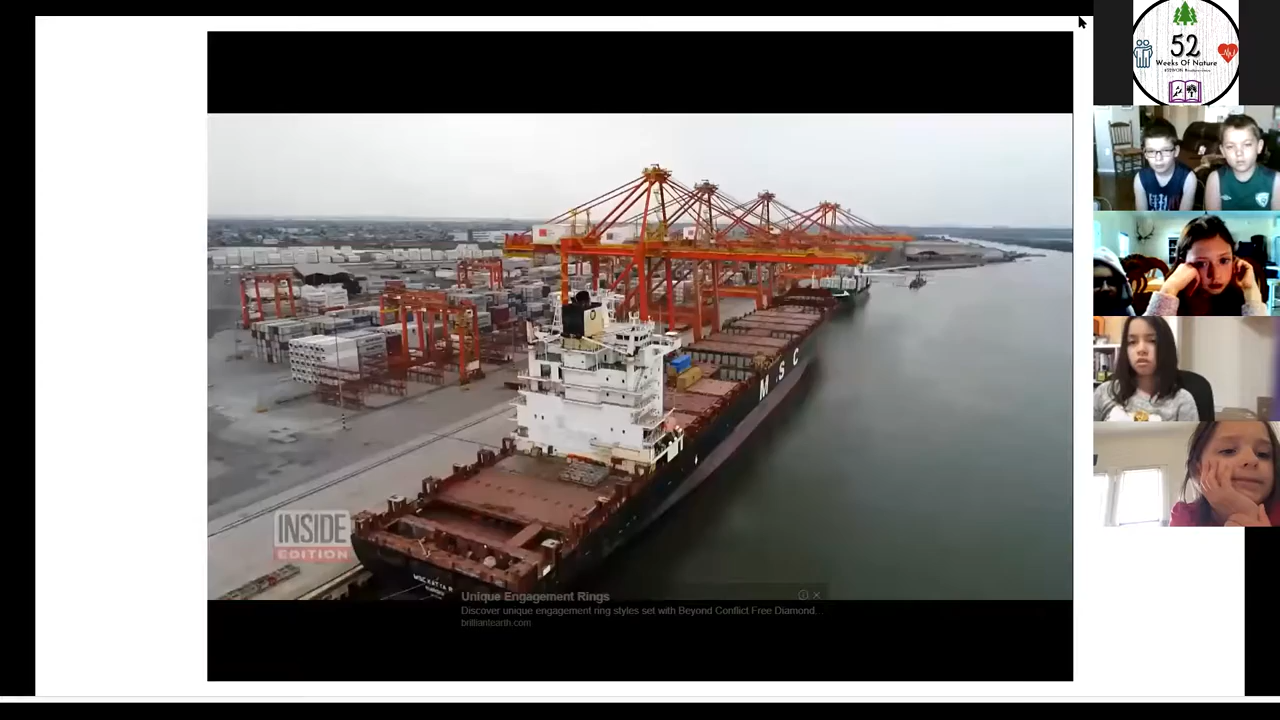 52
Weeks Of Nature
M S C
INSIDE
EDITION
Unique Engagement Rings
Discover unique engagement ring styles set with Beyond Conflict Free Diamond...
brilliantearth.com